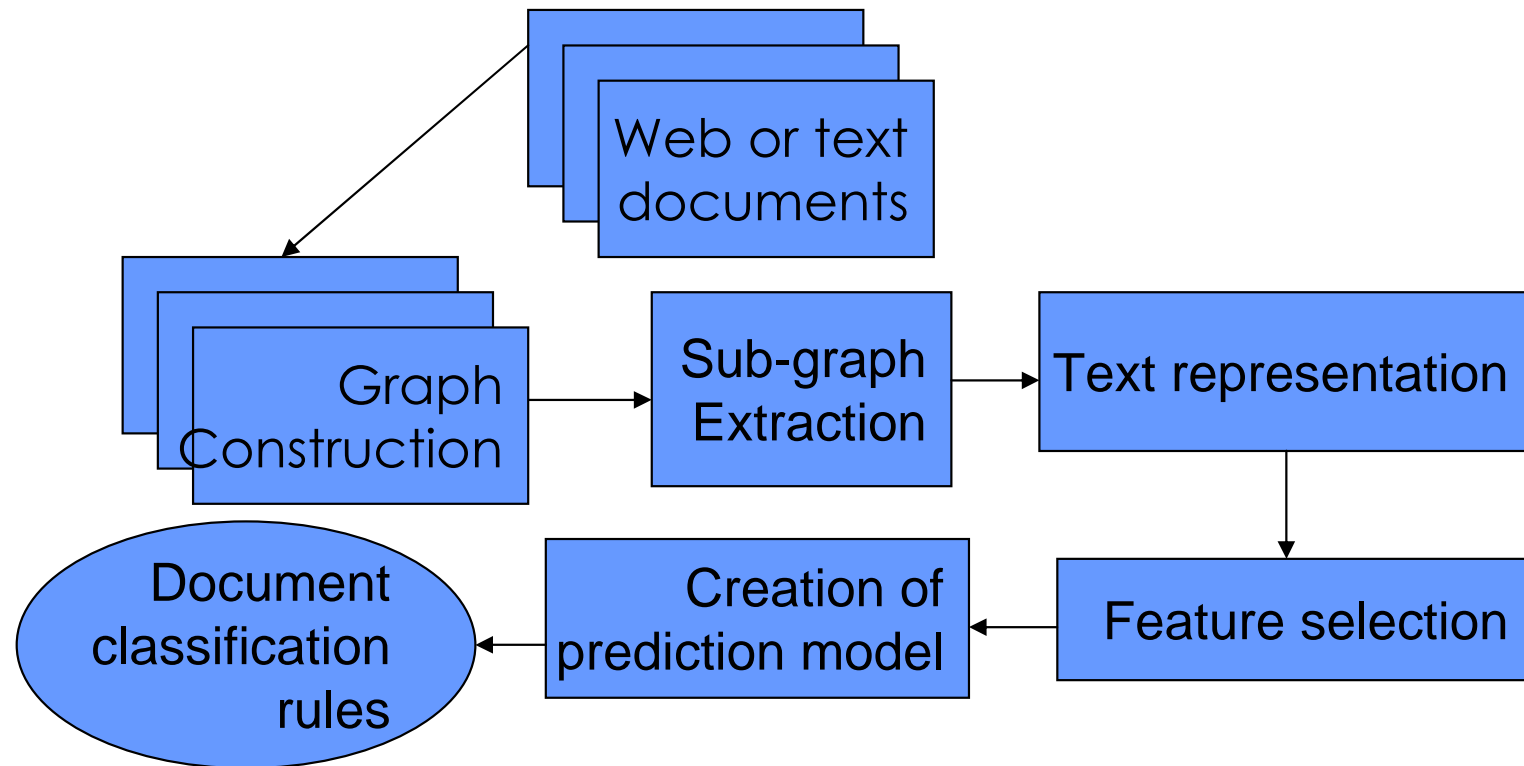 Web or text
documents
Graph
Construction
Sub-graph
Extraction
Text representation
Feature selection
Creation of
prediction model
Document
classification
rules